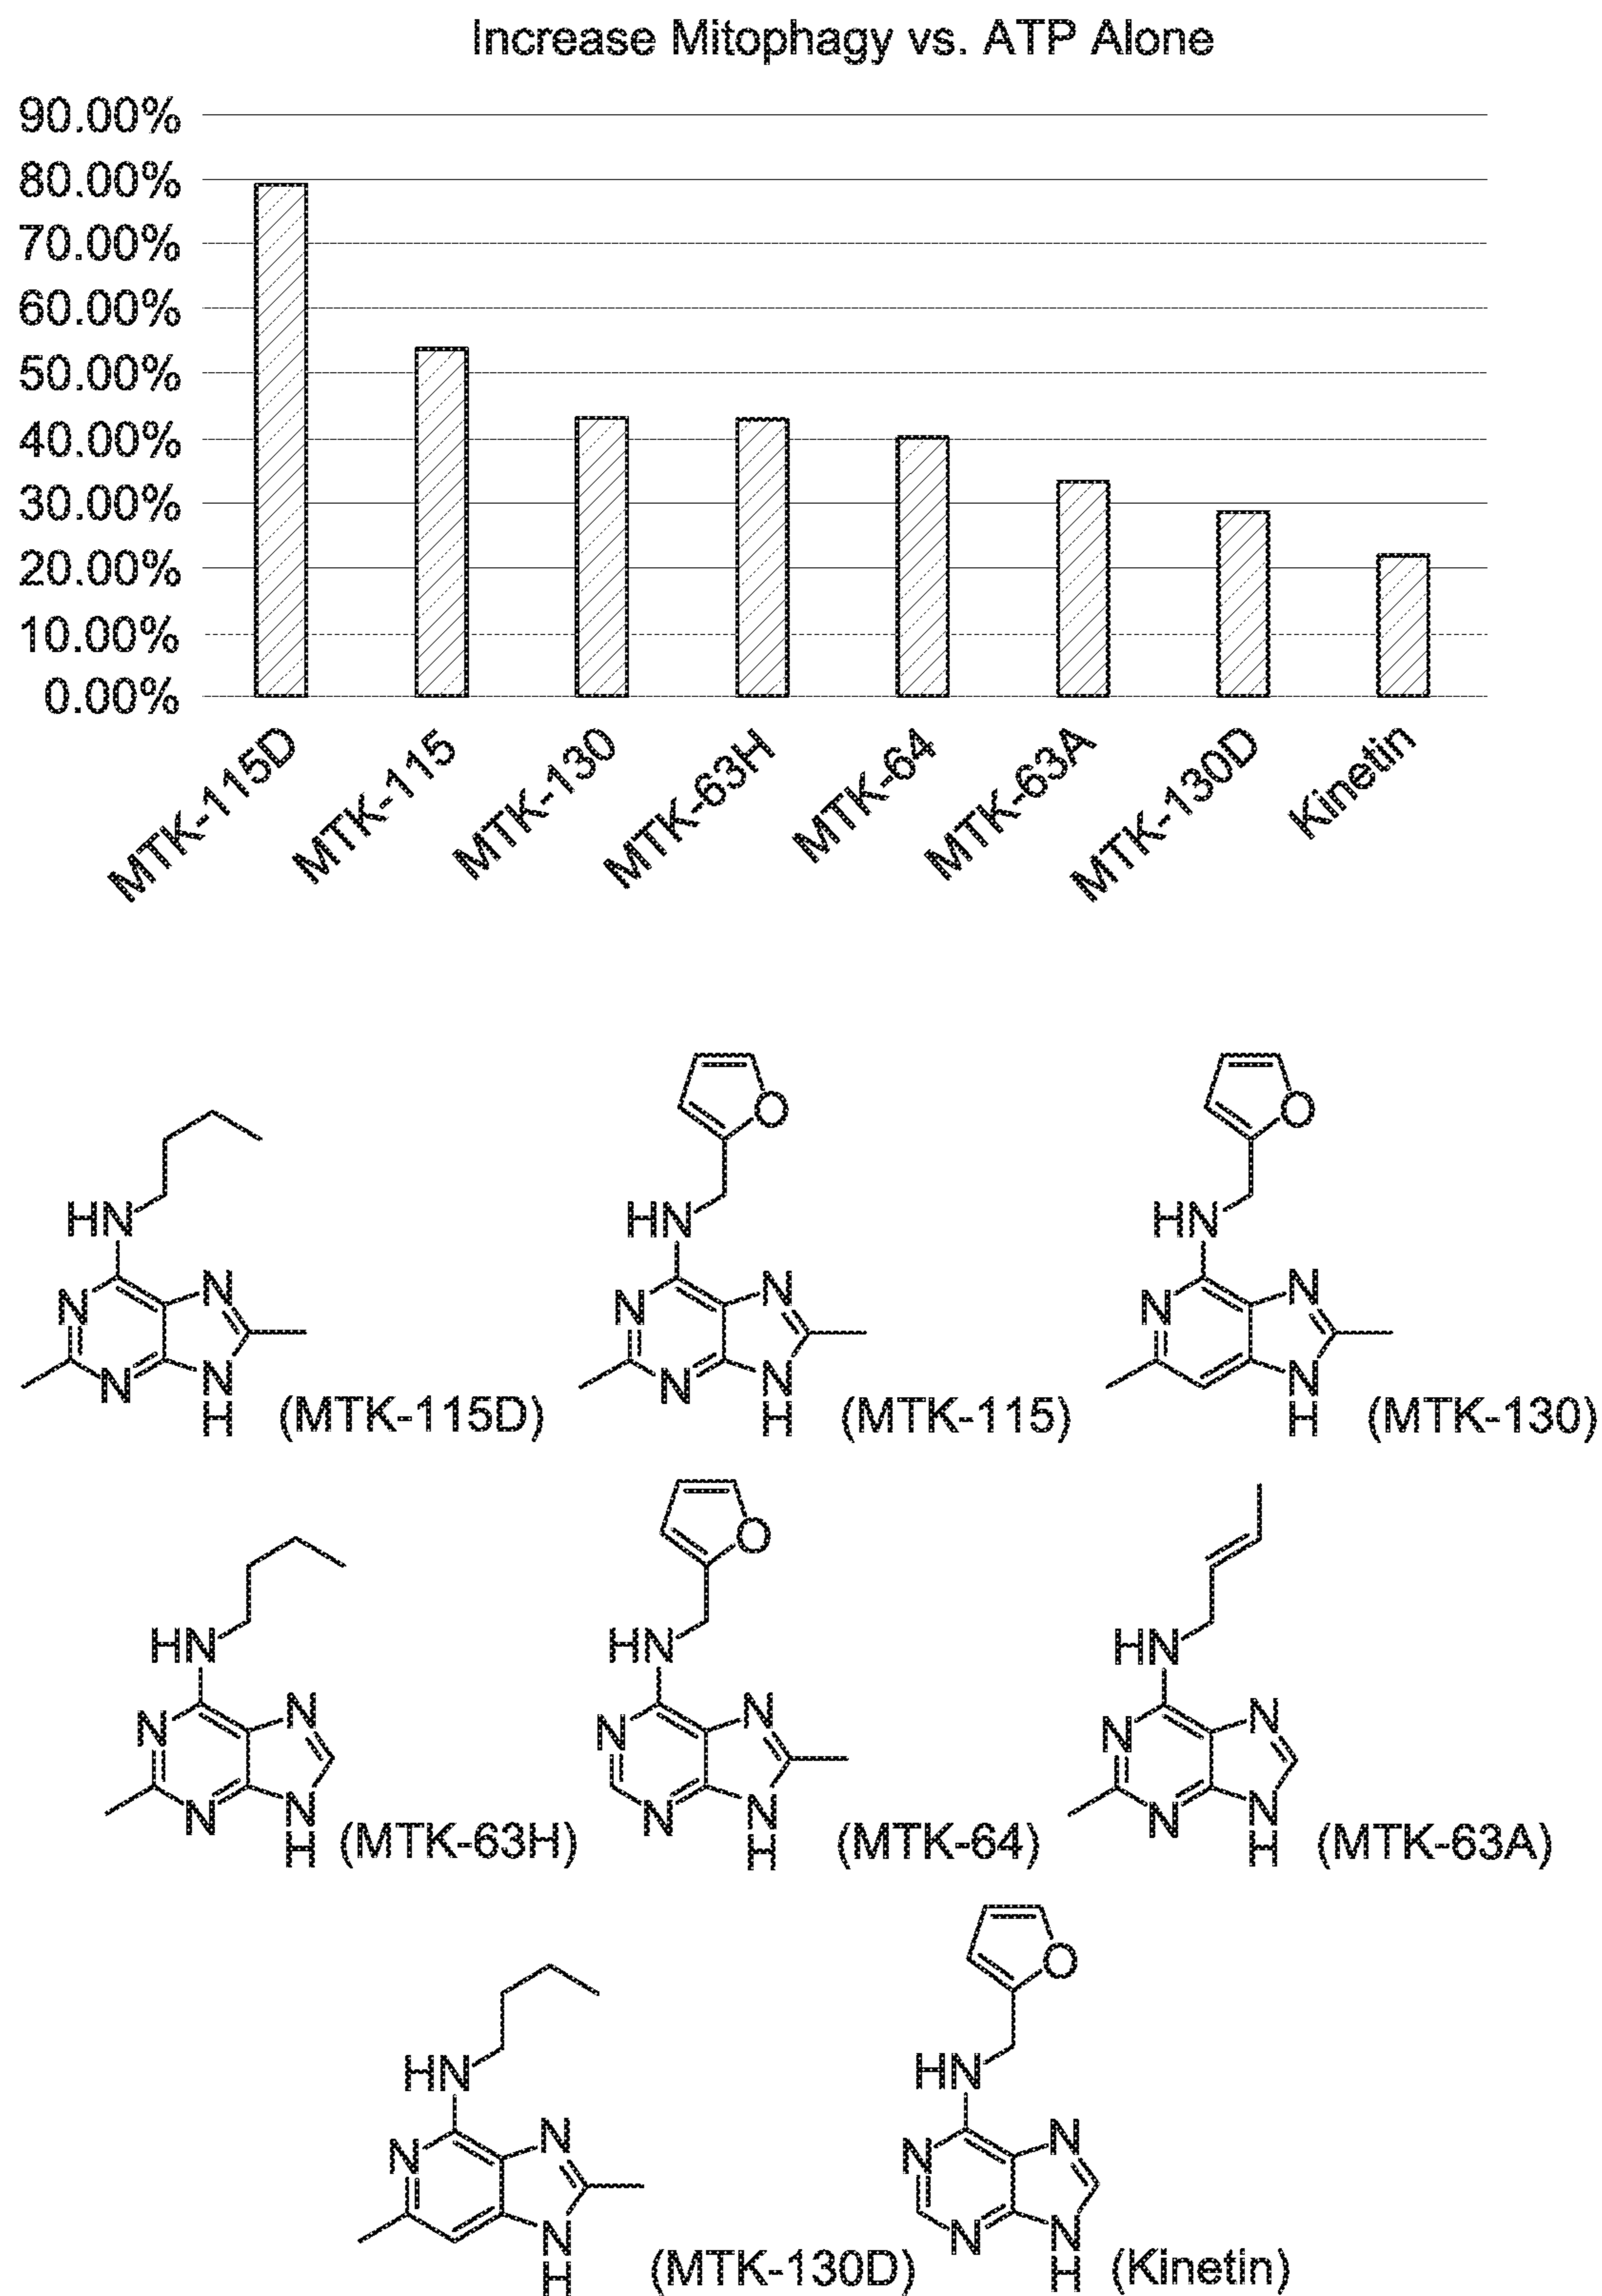 Increase Mitophagy vs. ATP Alone
90.00%
80.00%
70.00%
60.00%
50.00%
40.00%
30.00%
20.00%
10.00%
0.00%
MTK-115D
MTK-115
MTK-130
MTK-63H
MTK-64
MTK-63A
MTK-130D
Kinetin
O O
HN HN HN
N N N N N N
N N N N N
H (MTK-115D) H (MTK-115) H (MTK-130)
O
HN HN HN
N N N N N N
N N N N N N
H (MTK-63H) H (MTK-64) H (MTK-63A)
O
HN HN
N N N N
N N N
H (MTK-130D) H (Kinetin)